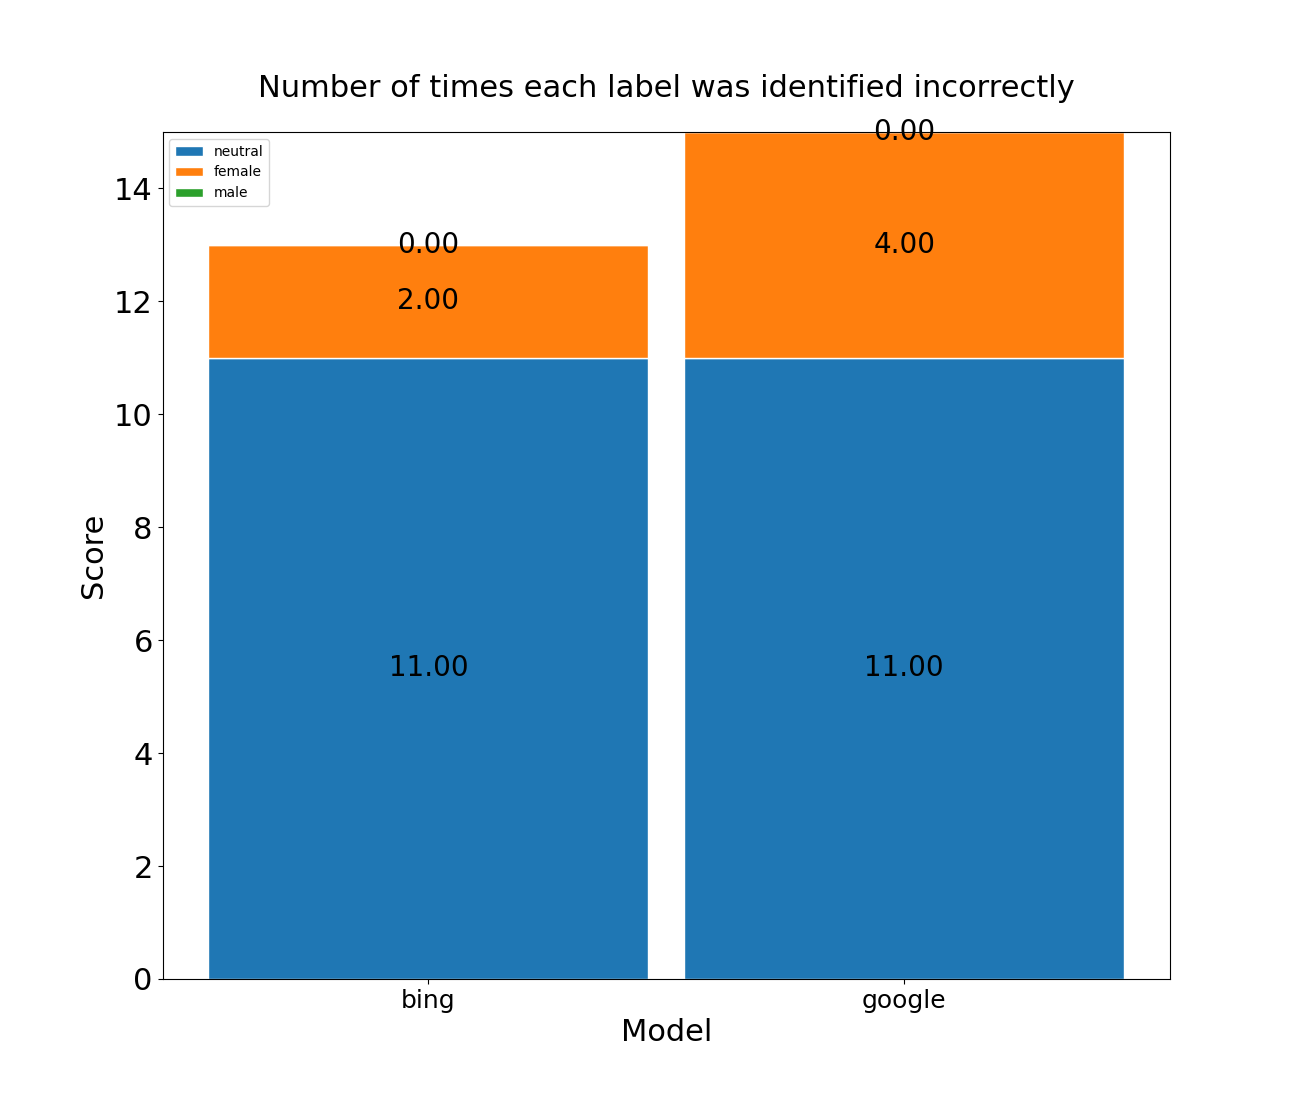 Number of times each label was identified incorrectly
neutral
female
male
0.00
4.00
0.00
2.00
11.00
11.00
14
12
10
8
6
4
2
0
Score
bing
google
Model